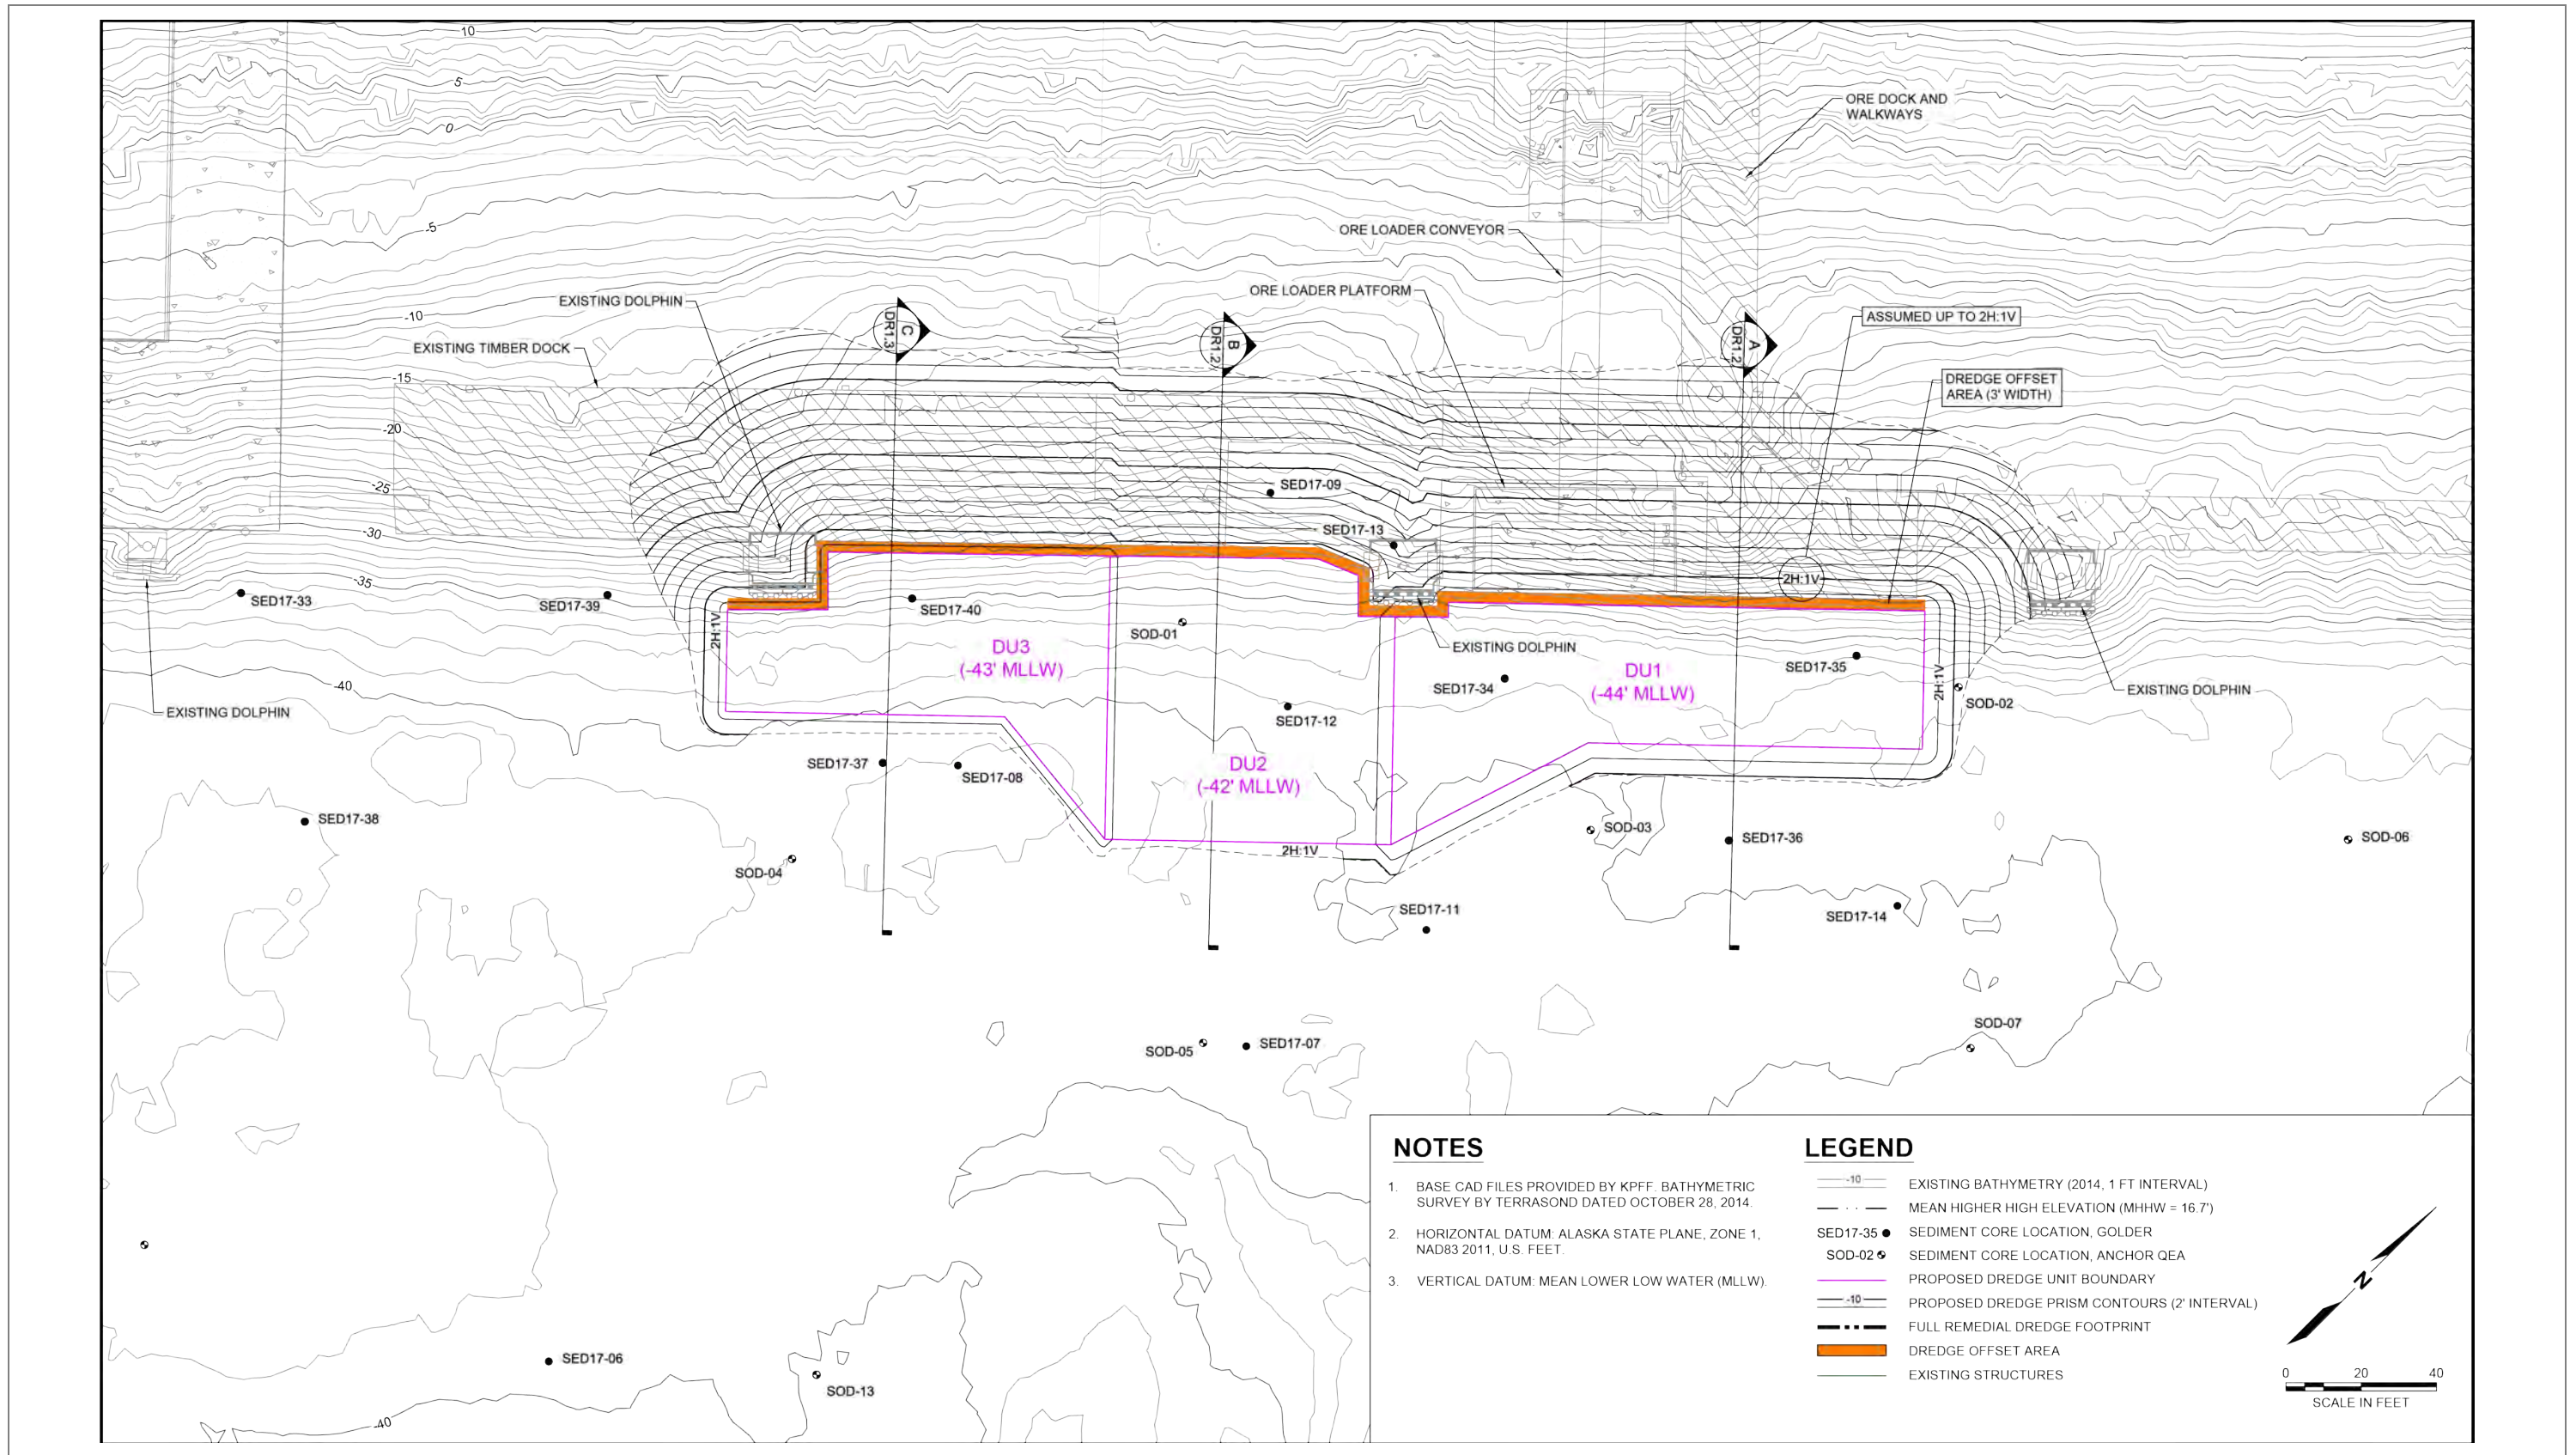 10
5
0
-5
-10
-15
-20
-25
-30
-35
-40
ORE DOCK AND
WALKWAYS
ORE LOADER CONVEYOR
ORE LOADER PLATFORM
EXISTING DOLPHIN
EXISTING TIMBER DOCK
C
DR1.3
B
DR1.2
A
DR1.2
ASSUMED UP TO 2H:1V
DREDGE OFFSET
AREA (3' WIDTH)
SED17-09
SED17-13
2H:1V
SED17-33
SED17-39
SED17-40
SOD-01
2H:1V
DU3
(-43' MLLW)
EXISTING DOLPHIN
DU1
(-44' MLLW)
SED17-34
SED17-35
2H:1V
SOD-02
EXISTING DOLPHIN
EXISTING DOLPHIN
SED17-12
SED17-37
SED17-08
DU2
(-42' MLLW)
SED17-38
SOD-03
SED17-36
SOD-06
2H:1V
SOD-04
SED17-11
SED17-14
SOD-05
SED17-07
SOD-07
SED17-06
SOD-13
-40
NOTES
1. BASE CAD FILES PROVIDED BY KPFF. BATHYMETRIC
SURVEY BY TERRASOND DATED OCTOBER 28, 2014.
2. HORIZONTAL DATUM: ALASKA STATE PLANE, ZONE 1,
NAD83 2011, U.S. FEET.
3. VERTICAL DATUM: MEAN LOWER LOW WATER (MLLW).
LEGEND
-10 EXISTING BATHYMETRY (2014, 1 FT INTERVAL)
MEAN HIGHER HIGH ELEVATION (MHHW = 16.7')
SED17-35 SEDIMENT CORE LOCATION, GOLDER
SOD-02 SEDIMENT CORE LOCATION, ANCHOR QEA
PROPOSED DREDGE UNIT BOUNDARY
-10 PROPOSED DREDGE PRISM CONTOURS (2' INTERVAL)
FULL REMEDIAL DREDGE FOOTPRINT
DREDGE OFFSET AREA
EXISTING STRUCTURES
N
0 20 40
SCALE IN FEET